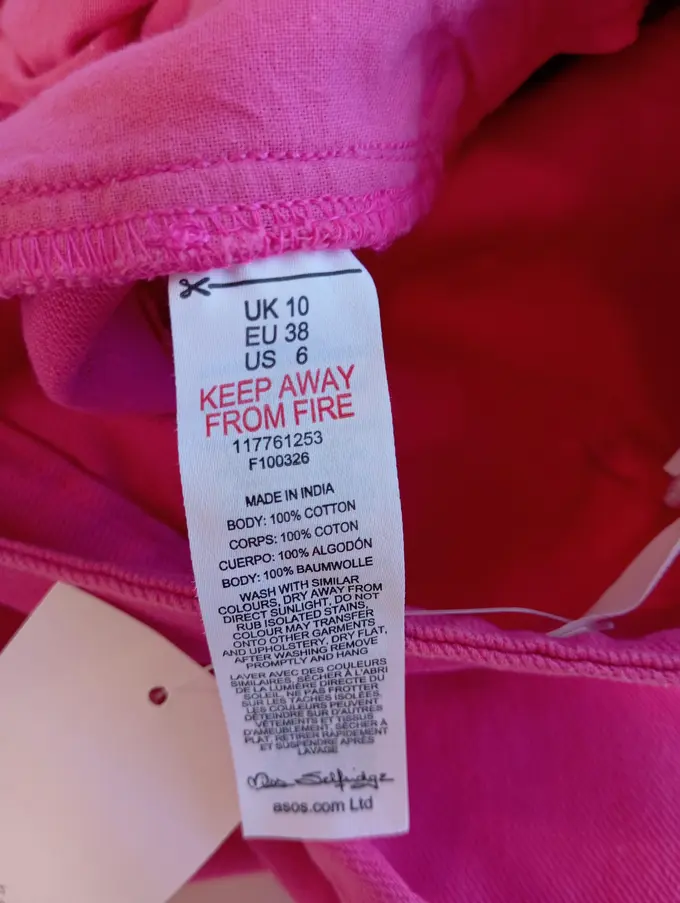 UK 10
EU 38
US 6
KEEP AWAY
FROM FIRE
117761253
F100326
MADE IN INDIA
BODY: 100% COTTON
CORPS: 100% COTON
CUERPO: 100% ALGODÓN
BODY: 100% BAUMWOLLE
WASH WITH SIMILAR
COLOURS, DRY AWAY FROM
DIRECT SUNLIGHT, DO NOT
RUB ISOLATED STAINS,
COLOUR MAY TRANSFER
ONTO OTHER GARMENTS
AND UPHOLSTERY, DRY FLAT,
AFTER WASHING REMOVE
PROMPTLY AND HANG
LAVER AVEC DES COULEURS
SIMILAIRES, SÉCHER À L'ABRI
DE LA LUMIÈRE DIRECTE DU
SOLEIL, NE PAS FROTTER
SUR LES TACHES ISOLÉES.
LES COULEURS PEUVENT
DÉTEINDRE SUR D'AUTRES
VÊTEMENTS ET TISSUS
D'AMEUBLEMENT, SÉCHER À
PLAT, RETIRER RAPIDEMENT
ET SUSPENDRE APRÈS
LAVAGE
Miss Selfridge
asos.com Ltd